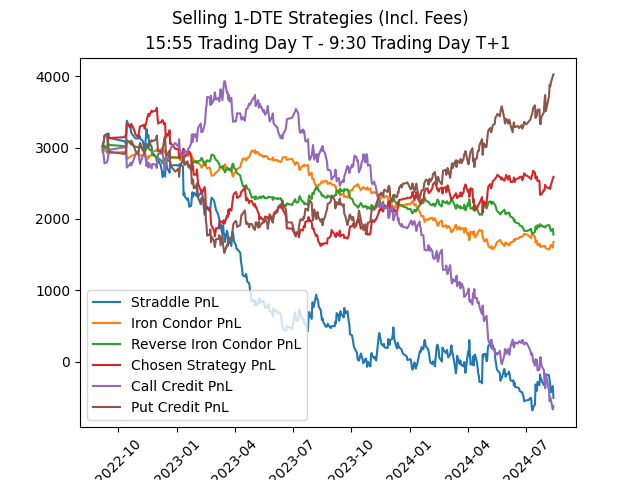 Selling 1-DTE Strategies (Incl. Fees)
15:55 Trading Day T - 9:30 Trading Day T+1
4000
3000
2000
1000
0
Straddle PnL
Iron Condor PnL
Reverse Iron Condor PnL
Chosen Strategy PnL
Call Credit PnL
Put Credit PnL
2022-10
2023-01
2023-04
2023-07
2023-10
2024-01
2024-04
2024-07